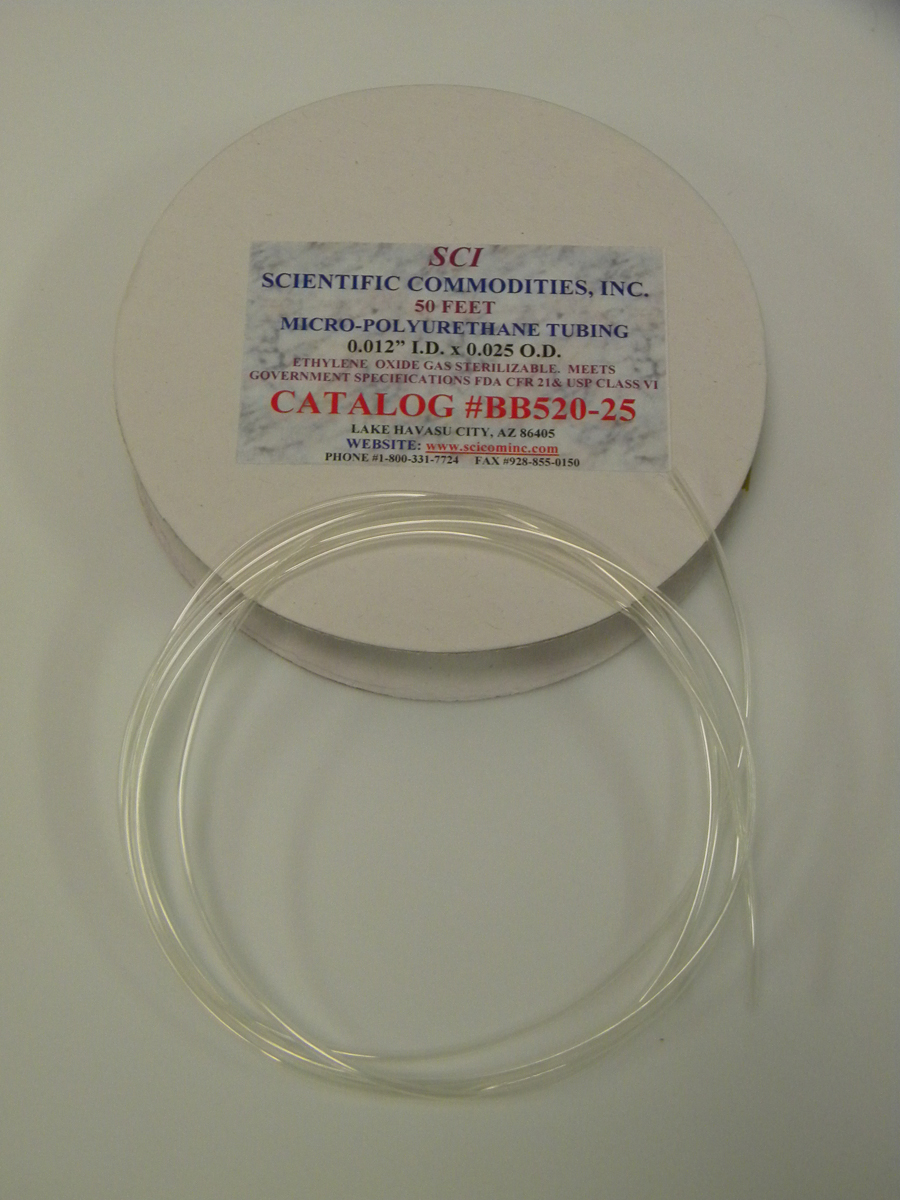 SCI
SCIENTIFIC COMMODITIES, INC.
50 FEET
MICRO-POLYURETHANE TUBING
0.012” I.D. x 0.025 O.D.
ETHYLENE OXIDE GAS STERILIZABLE. MEETS
GOVERNMENT SPECIFICATIONS FDA CFR 21& USP CLASS VI
CATALOG #BB520-25
LAKE HAVASU CITY, AZ 86405
WEBSITE: www.scicominc.com
PHONE #1-800-331-7724 FAX #928-855-0150